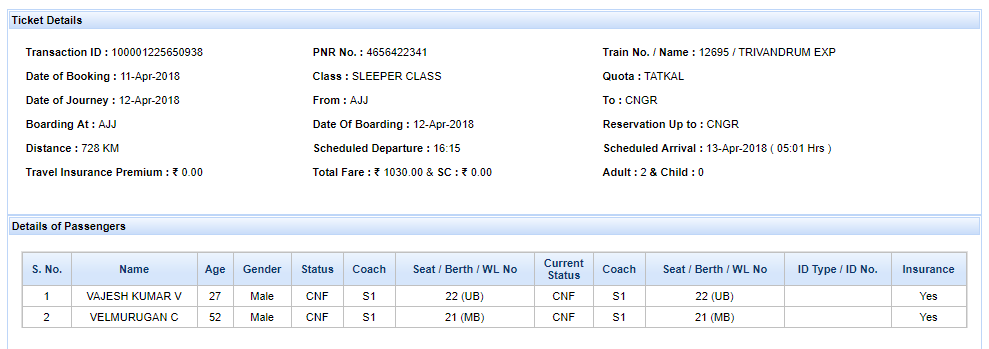 Ticket Details
Transaction ID : 100001225650938 PNR No. : 4656422341 Train No. / Name : 12695 / TRIVANDRUM EXP
Date of Booking : 11-Apr-2018 Class : SLEEPER CLASS Quota : TATKAL
Date of Journey : 12-Apr-2018 From : AJJ To : CNGR
Boarding At : AJJ Date Of Boarding : 12-Apr-2018 Reservation Up to : CNGR
Distance : 728 KM Scheduled Departure : 16:15 Scheduled Arrival : 13-Apr-2018 ( 05:01 Hrs )
Travel Insurance Premium : ₹ 0.00 Total Fare : ₹ 1030.00 & SC : ₹ 0.00 Adult : 2 & Child : 0
Details of Passengers
S. No. Name Age Gender Status Coach Seat / Berth / WL No Current Status Coach Seat / Berth / WL No ID Type / ID No. Insurance
1 VAJESH KUMAR V 27 Male CNF S1 22 (UB) CNF S1 22 (UB) Yes
2 VELMURUGAN C 52 Male CNF S1 21 (MB) CNF S1 21 (MB) Yes